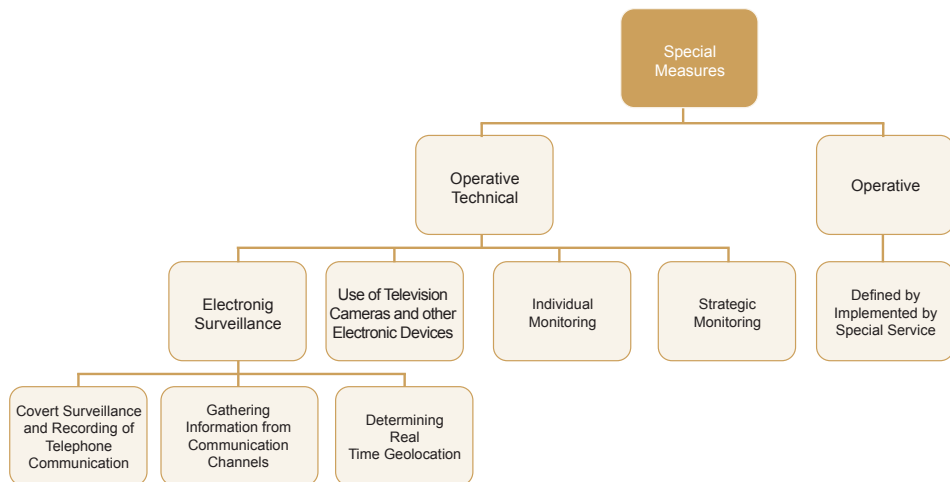 Special
Measures
Operative
Technical
Operative
Electronig
Surveillance
Use of Television
Cameras and other
Electronic Devices
Individual
Monitoring
Strategic
Monitoring
Defined by
Implemented by
Special Service
Covert Surveillance
and Recording of
Telephone
Communication
Gathering
Information from
Communication
Channels
Determining
Real
Time Geolocation